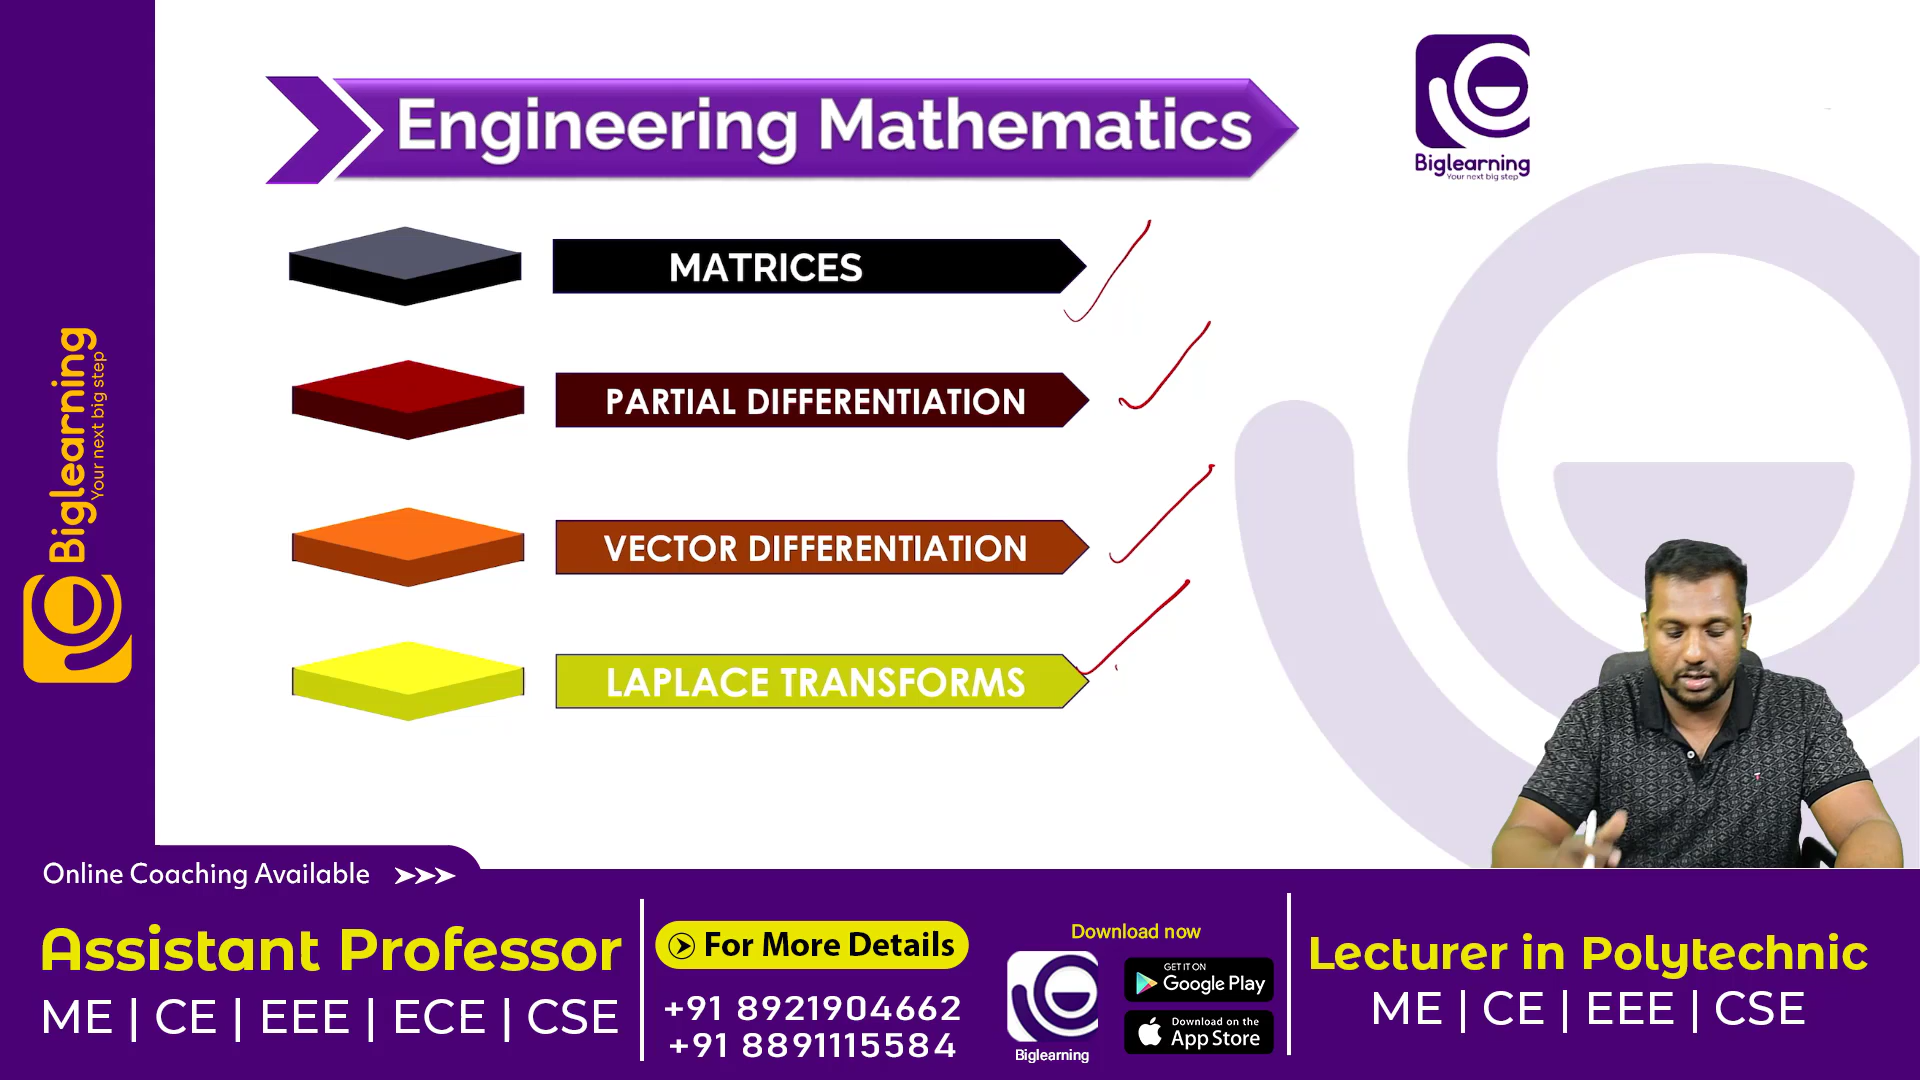 Engineering Mathematics
Biglearning
Your next big step
MATRICES
PARTIAL DIFFERENTIATION
VECTOR DIFFERENTIATION
LAPLACE TRANSFORMS
Biglearning
Your next big step
Online Coaching Available
Assistant Professor
ME | CE | EEE | ECE | CSE
For More Details
+91 8921904662
+91 8891115584
Download now
Biglearning
GET IT ON
Google Play
Download on the
App Store
Lecturer in Polytechnic
ME | CE | EEE | CSE